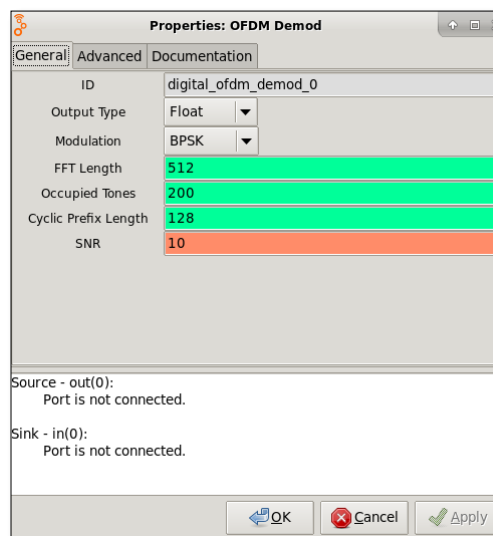 Properties: OFDM Demod
General Advanced Documentation
ID digital_ofdm_demod_0
Output Type Float
Modulation BPSK
FFT Length 512
Occupied Tones 200
Cyclic Prefix Length 128
SNR 10
Source - out(0):
Port is not connected.
Sink - in(0):
Port is not connected.
OK Cancel Apply